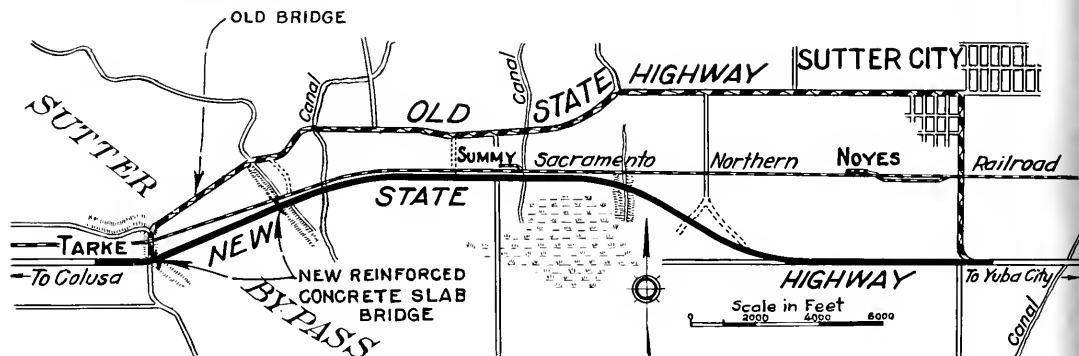 OLD BRIDGE
SUTTER CITY
HIGHWAY
STATE
OLD
Canal
Canal
SUTTER
SUMMY
Sacramento Northern NOYES Railroad
STATE
NEW
TARKE
To Colusa
NEW REINFORCED
CONCRETE SLAB
BRIDGE
BYPASS
HIGHWAY
To Yuba City
Scale in Feet
0 2000 4000 6000
Canal